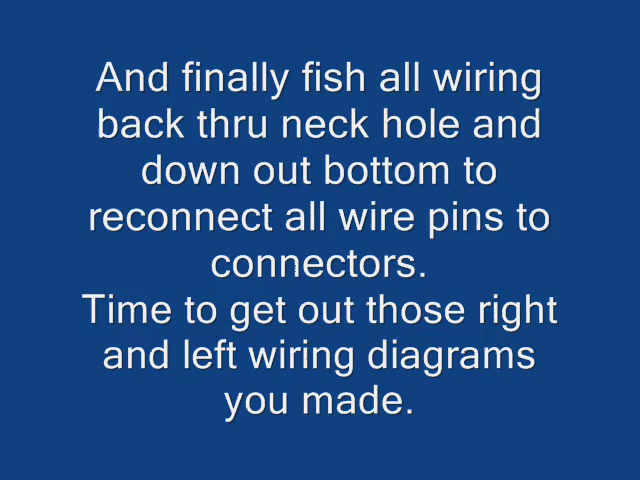 And finally fish all wiring
back thru neck hole and
down out bottom to
reconnect all wire pins to
connectors.
Time to get out those right
and left wiring diagrams
you made.